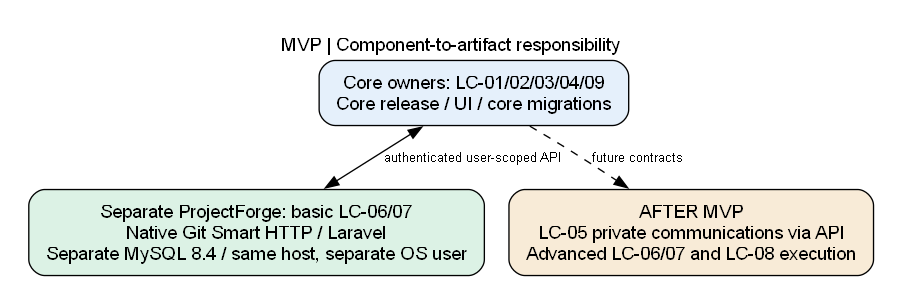 MVP | Component-to-artifact responsibility
Core owners: LC-01/02/03/04/09
Core release / UI / core migrations
authenticated user-scoped API
future contracts
Separate ProjectForge: basic LC-06/07
Native Git Smart HTTP / Laravel
Separate MySQL 8.4 / same host, separate OS user
AFTER MVP
LC-05 private communications via API
Advanced LC-06/07 and LC-08 execution